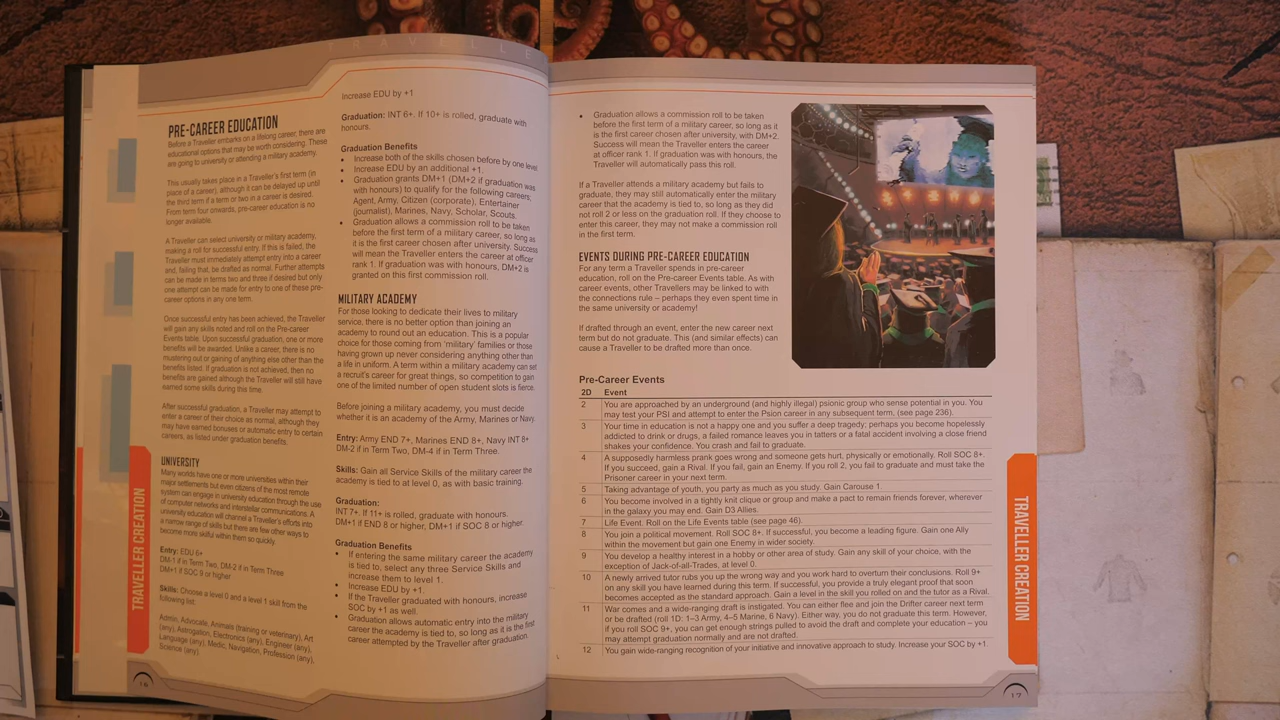 TRAVELLE
PRE-CAREER EDUCATION
Before a Traveller embarks on a lifelong career, there are
educational options that may be worth considering. These
are going to university or attending a military academy.
This usually takes place in a Traveller's first term (in
place of a career), although it can be delayed up until
the third term if a term or two in a career is desired.
From term four onwards, pre-career education is no
longer available.
A Traveller can select university or military academy,
making a roll for successful entry. If this is failed, the
Traveller must immediately attempt entry into a career
and, failing that, be drafted as normal. Further attempts
can be made in terms two and three if desired but only
one attempt can be made for entry to one of these pre-
career options in any one term.
Once successful entry has been achieved, the Traveller
will gain any skills noted and roll on the Pre-career
Events table. Upon successful graduation, one or more
benefits will be awarded. Unlike a career, there is no
mustering out or gaining of anything else other than the
benefits listed. If graduation is not achieved, then no
benefits are gained although the Traveller will still have
earned some skills during this time.
After successful graduation, a Traveller may attempt to
enter a career of their choice as normal, although they
may have earned bonuses or automatic entry to certain
careers, as listed under graduation benefits.
UNIVERSITY
Many worlds have one or more universities within their
major settlements but even citizens of the most remote
system can engage in university education through the use
of computer networks and interstellar communications. A
university education will channel a Traveller's efforts into
a narrow range of skills but there are few other ways to
become more skilful within them so quickly.
Entry: EDU 6+
DM-1 if in Term Two, DM-2 if in Term Three
DM+1 if SOC 9 or higher
Skills: Choose a level 0 and a level 1 skill from the
following list:
Admin, Advocate, Animals (training or veterinary), Art
(any), Astrogation, Electronics (any), Engineer (any),
Language (any), Medic, Navigation, Profession (any),
Science (any)
TRAVELLER CREATION
16
Increase EDU by +1
Graduation: INT 6+. If 10+ is rolled, graduate with
honours.
Graduation Benefits
• Increase both of the skills chosen before by one level
• Increase EDU by an additional +1.
• Graduation grants DM+1 (DM+2 if graduation was
with honours) to qualify for the following careers;
Agent, Army, Citizen (corporate), Entertainer
(journalist), Marines, Navy, Scholar, Scouts.
• Graduation allows a commission roll to be taken
before the first term of a military career, so long as
it is the first career chosen after university. Success
will mean the Traveller enters the career at officer
rank 1. If graduation was with honours, DM+2 is
granted on this first commission roll.
MILITARY ACADEMY
For those looking to dedicate their lives to military
service, there is no better option than joining an
academy to round out an education. This is a popular
choice for those coming from 'military' families or those
having grown up never considering anything other than
a life in uniform. A term within a military academy can set
a recruit's career for great things, so competition to gain
one of the limited number of open student slots is fierce.
Before joining a military academy, you must decide
whether it is an academy of the Army, Marines or Navy.
Entry: Army END 7+, Marines END 8+, Navy INT 8+
DM-2 if in Term Two, DM-4 if in Term Three.
Skills: Gain all Service Skills of the military career the
academy is tied to at level 0, as with basic training.
Graduation:
INT 7+. If 11+ is rolled, graduate with honours.
DM+1 if END 8 or higher, DM+1 if SOC 8 or higher.
Graduation Benefits
• If entering the same military career the academy
is tied to, select any three Service Skills and
increase them to level 1.
• Increase EDU by +1.
• If the Traveller graduated with honours, increase
SOC by +1 as well.
• Graduation allows automatic entry into the military
career the academy is tied to, so long as it is the first
career attempted by the Traveller after graduation.
• Graduation allows a commission roll to be taken
before the first term of a military career, so long as it
is the first career chosen after university, with DM+2.
Success will mean the Traveller enters the career
at officer rank 1. If graduation was with honours, the
Traveller will automatically pass this roll.
If a Traveller attends a military academy but fails to
graduate, they may still automatically enter the military
career that the academy is tied to, so long as they did
not roll 2 or less on the graduation roll. If they choose to
enter this career, they may not make a commission roll
in the first term.
EVENTS DURING PRE-CAREER EDUCATION
For any term a Traveller spends in pre-career
education, roll on the Pre-career Events table. As with
career events, other Travellers may be linked to with
the connections rule – perhaps they even spent time in
the same university or academy!
If drafted through an event, enter the new career next
term but do not graduate. This (and similar effects) can
cause a Traveller to be drafted more than once.
Pre-Career Events
2D Event
2 You are approached by an underground (and highly illegal) psionic group who sense potential in you. You
may test your PSI and attempt to enter the Psion career in any subsequent term, (see page 236).
3 Your time in education is not a happy one and you suffer a deep tragedy; perhaps you become hopelessly
addicted to drink or drugs, a failed romance leaves you in tatters or a fatal accident involving a close friend
shakes your confidence. You crash and fail to graduate.
4 A supposedly harmless prank goes wrong and someone gets hurt, physically or emotionally. Roll SOC 8+.
If you succeed, gain a Rival. If you fail, gain an Enemy. If you roll 2, you fail to graduate and must take the
Prisoner career in your next term.
5 Taking advantage of youth, you party as much as you study. Gain Carouse 1.
6 You become involved in a tightly knit clique or group and make a pact to remain friends forever, wherever
in the galaxy you may end. Gain D3 Allies.
7 Life Event. Roll on the Life Events table (see page 46).
8 You join a political movement. Roll SOC 8+. If successful, you become a leading figure. Gain one Ally
within the movement but gain one Enemy in wider society.
9 You develop a healthy interest in a hobby or other area of study. Gain any skill of your choice, with the
exception of Jack-of-all-Trades, at level 0.
10 A newly arrived tutor rubs you up the wrong way and you work hard to overturn their conclusions. Roll 9+
on any skill you have learned during this term. If successful, you provide a truly elegant proof that soon
becomes accepted as the standard approach. Gain a level in the skill you rolled on and the tutor as a Rival.
11 War comes and a wide-ranging draft is instigated. You can either flee and join the Drifter career next term
or be drafted (roll 1D: 1–3 Army, 4–5 Marine, 6 Navy). Either way, you do not graduate this term. However,
if you roll SOC 9+, you can get enough strings pulled to avoid the draft and complete your education – you
may attempt graduation normally and are not drafted.
12 You gain wide-ranging recognition of your initiative and innovative approach to study. Increase your SOC by +1.
TRAVELLER CREATION
17